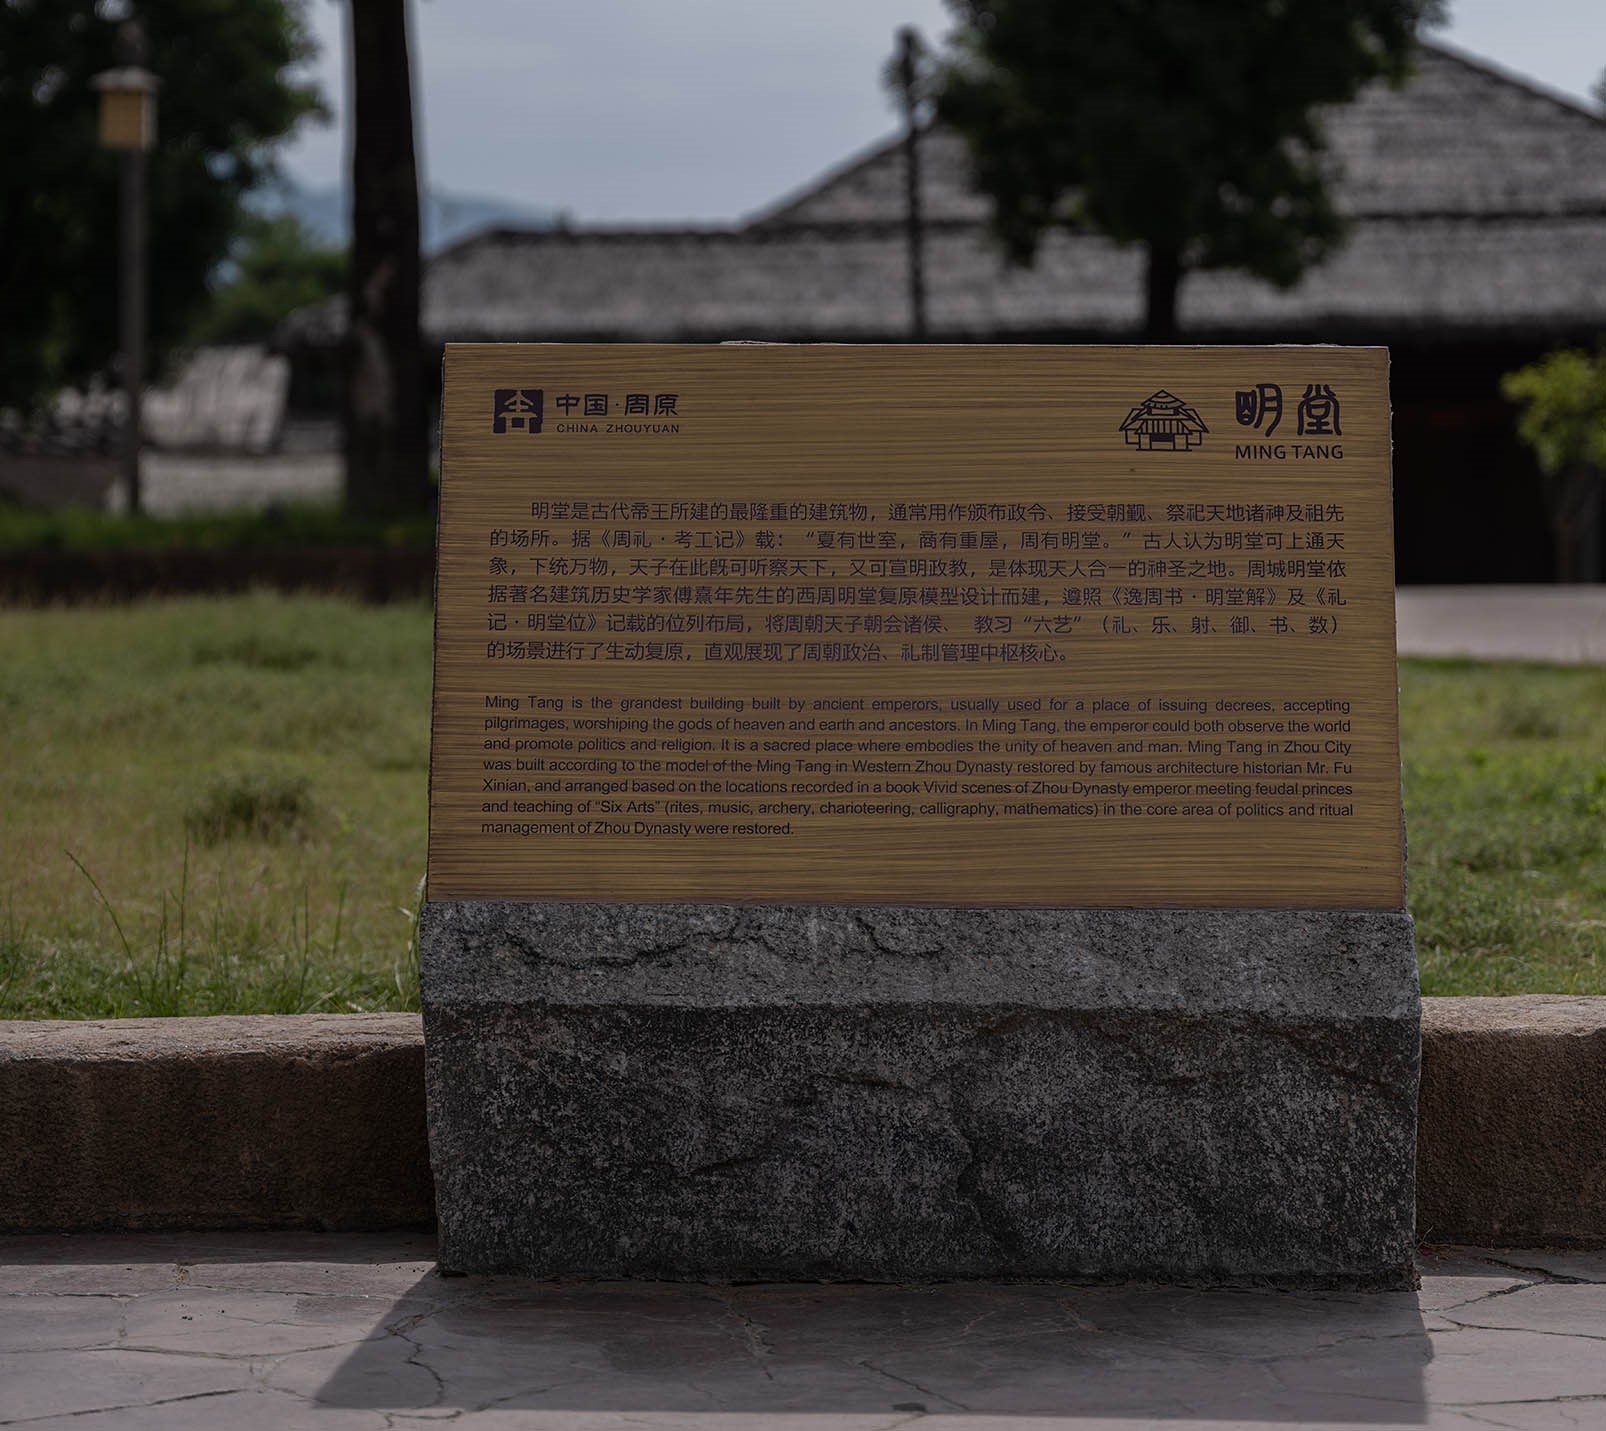 中国·周原
CHINA ZHOUYUAN
明堂
MING TANG
明堂是古代帝王所建的最隆重的建筑物，通常用作颁布政令、接受朝觐、祭祀天地诸神及祖先
的场所。据《周礼·考工记》载：“夏有世室，商有重屋，周有明堂。”古人认为明堂可上通天
象，下统万物，天子在此既可听察天下，又可宣明政教，是体现天人合一的神圣之地。周城明堂依
据著名建筑历史学家傅熹年先生的西周明堂复原模型设计而建，遵照《逸周书·明堂解》及《礼
记·明堂位》记载的位列布局，将周朝天子朝会诸侯、 教习“六艺”（礼、乐、射、御、书、数）
的场景进行了生动复原，直观展现了周朝政治、礼制管理中枢核心。
Ming Tang is the grandest building built by ancient emperors, usually used for a place of issuing decrees, accepting
pilgrimages, worshiping the gods of heaven and earth and ancestors. In Ming Tang, the emperor could both observe the world
and promote politics and religion. It is a sacred place where embodies the unity of heaven and man. Ming Tang in Zhou City
was built according to the model of the Ming Tang in Western Zhou Dynasty restored by famous architecture historian Mr. Fu
Xinian, and arranged based on the locations recorded in a book Vivid scenes of Zhou Dynasty emperor meeting feudal princes
and teaching of “Six Arts” (rites, music, archery, charioteering, calligraphy, mathematics) in the core area of politics and ritual
management of Zhou Dynasty were restored.